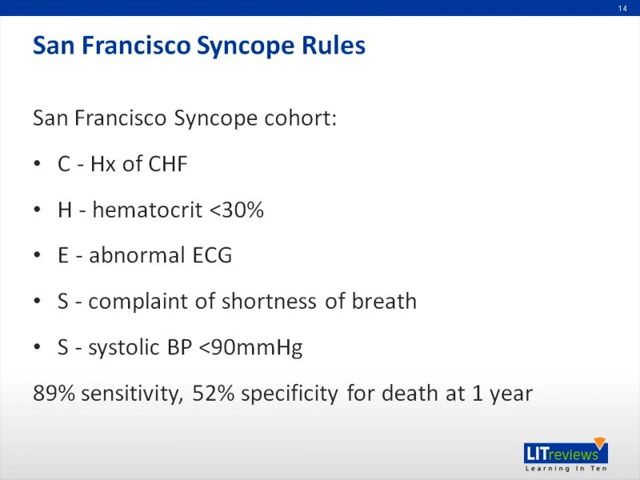 14
San Francisco Syncope Rules
San Francisco Syncope cohort:
• C - Hx of CHF
• H - hematocrit <30%
• E - abnormal ECG
• S - complaint of shortness of breath
• S - systolic BP <90mmHg
89% sensitivity, 52% specificity for death at 1 year
LITreviews
Learning In Ten